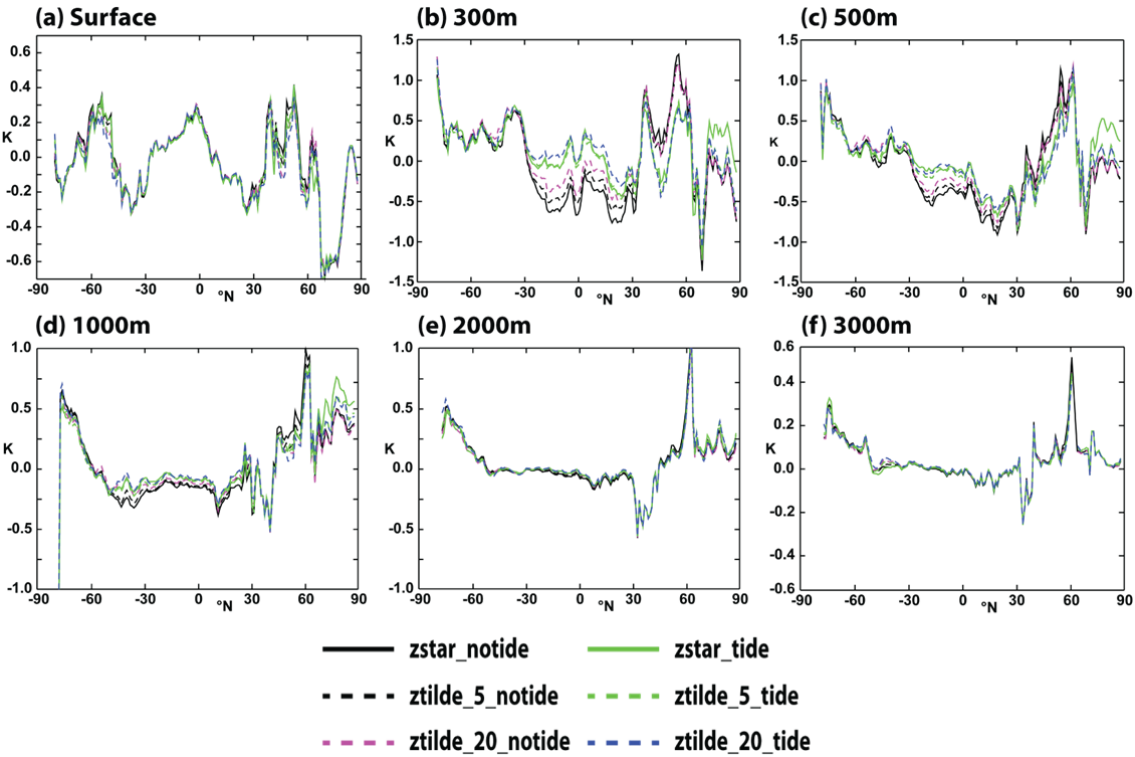 (a) Surface
(b) 300m
(c) 500m
0.6
0.4
0.2
K
0.0
-0.2
-0.4
-0.6
-90 -60 -30 0 30 60 90
°N
1.5
1.0
0.5
K
0.0
-0.5
-1.0
-1.5
-90 -60 -30 0 30 60 90
°N
1.5
1.0
0.5
K
0.0
-0.5
-1.0
-1.5
-90 -60 -30 0 30 60 90
°N
(d) 1000m
(e) 2000m
(f) 3000m
1.0
0.5
K
0.0
-0.5
-1.0
-90 -60 -30 0 30 60 90
°N
1.0
0.5
K
0.0
-0.5
-1.0
-90 -60 -30 0 30 60 90
°N
0.6
0.4
0.2
K
0.0
-0.2
-0.4
-0.6
-90 -60 -30 0 30 60 90
°N
zstar_notide
zstar_tide
ztilde_5_notide
ztilde_5_tide
ztilde_20_notide
ztilde_20_tide